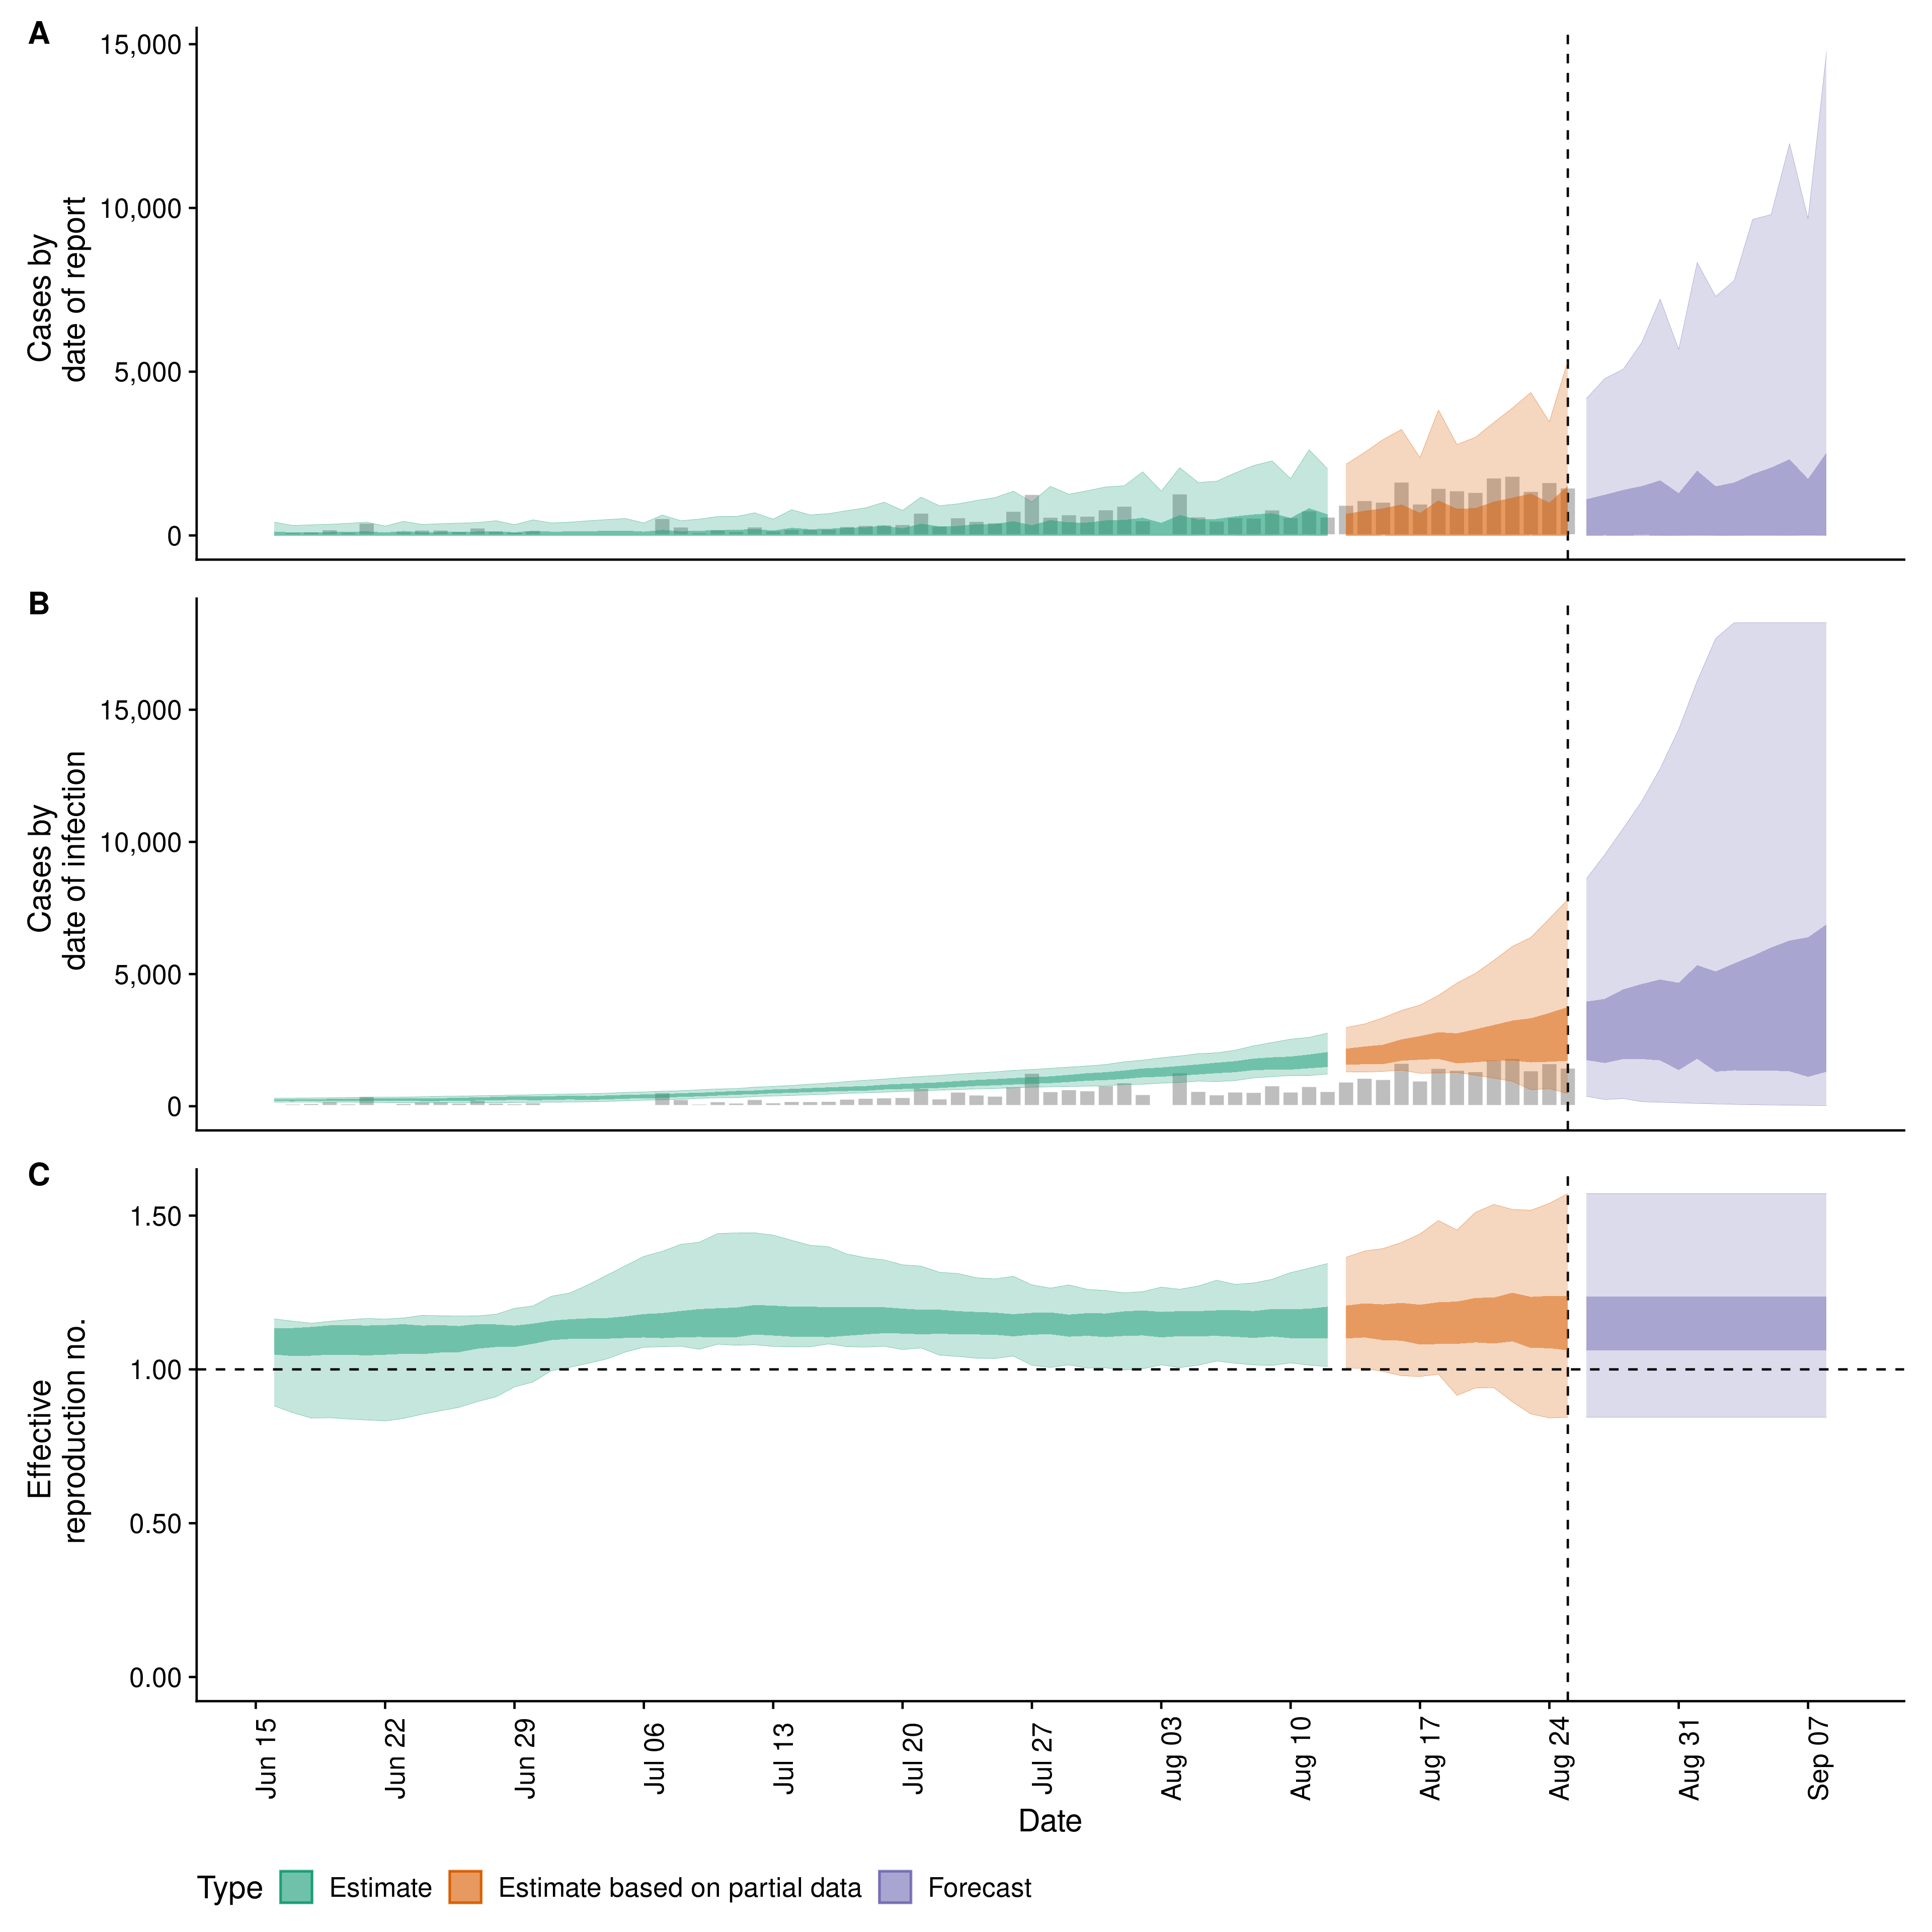 A
15,000
10,000
5,000
0
Cases by
date of report
B
15,000
10,000
5,000
0
Cases by
date of infection
C
1.50
1.00
0.50
0.00
Effective
reproduction no.
Jun 15
Jun 22
Jun 29
Jul 06
Jul 13
Jul 20
Jul 27
Aug 03
Aug 10
Aug 17
Aug 24
Aug 31
Sep 07
Date
Type Estimate Estimate based on partial data Forecast